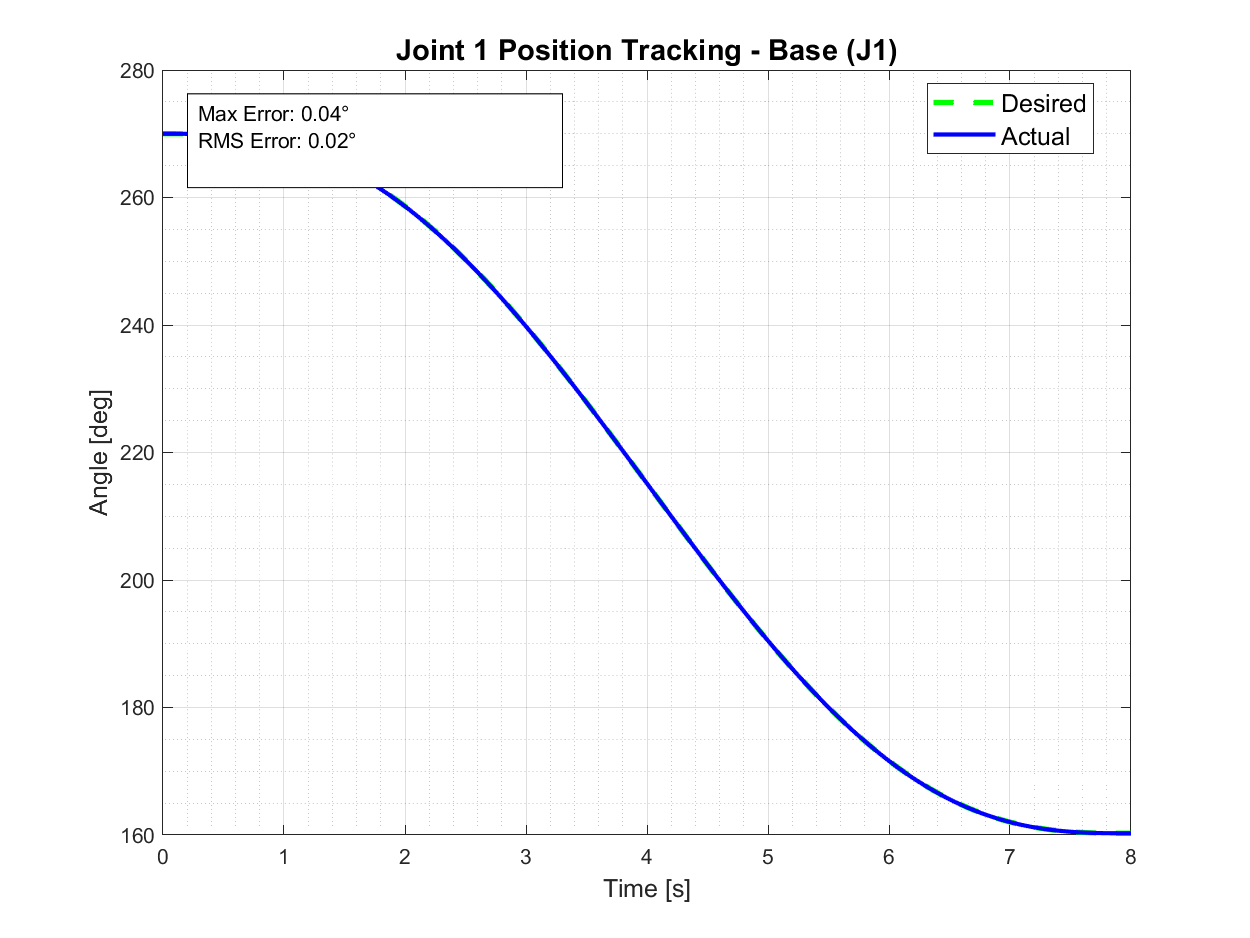 Joint 1 Position Tracking - Base (J1)
280
260
240
220
200
180
160
Angle [deg]
Max Error: 0.04°
RMS Error: 0.02°
Desired
Actual
0 1 2 3 4 5 6 7 8
Time [s]